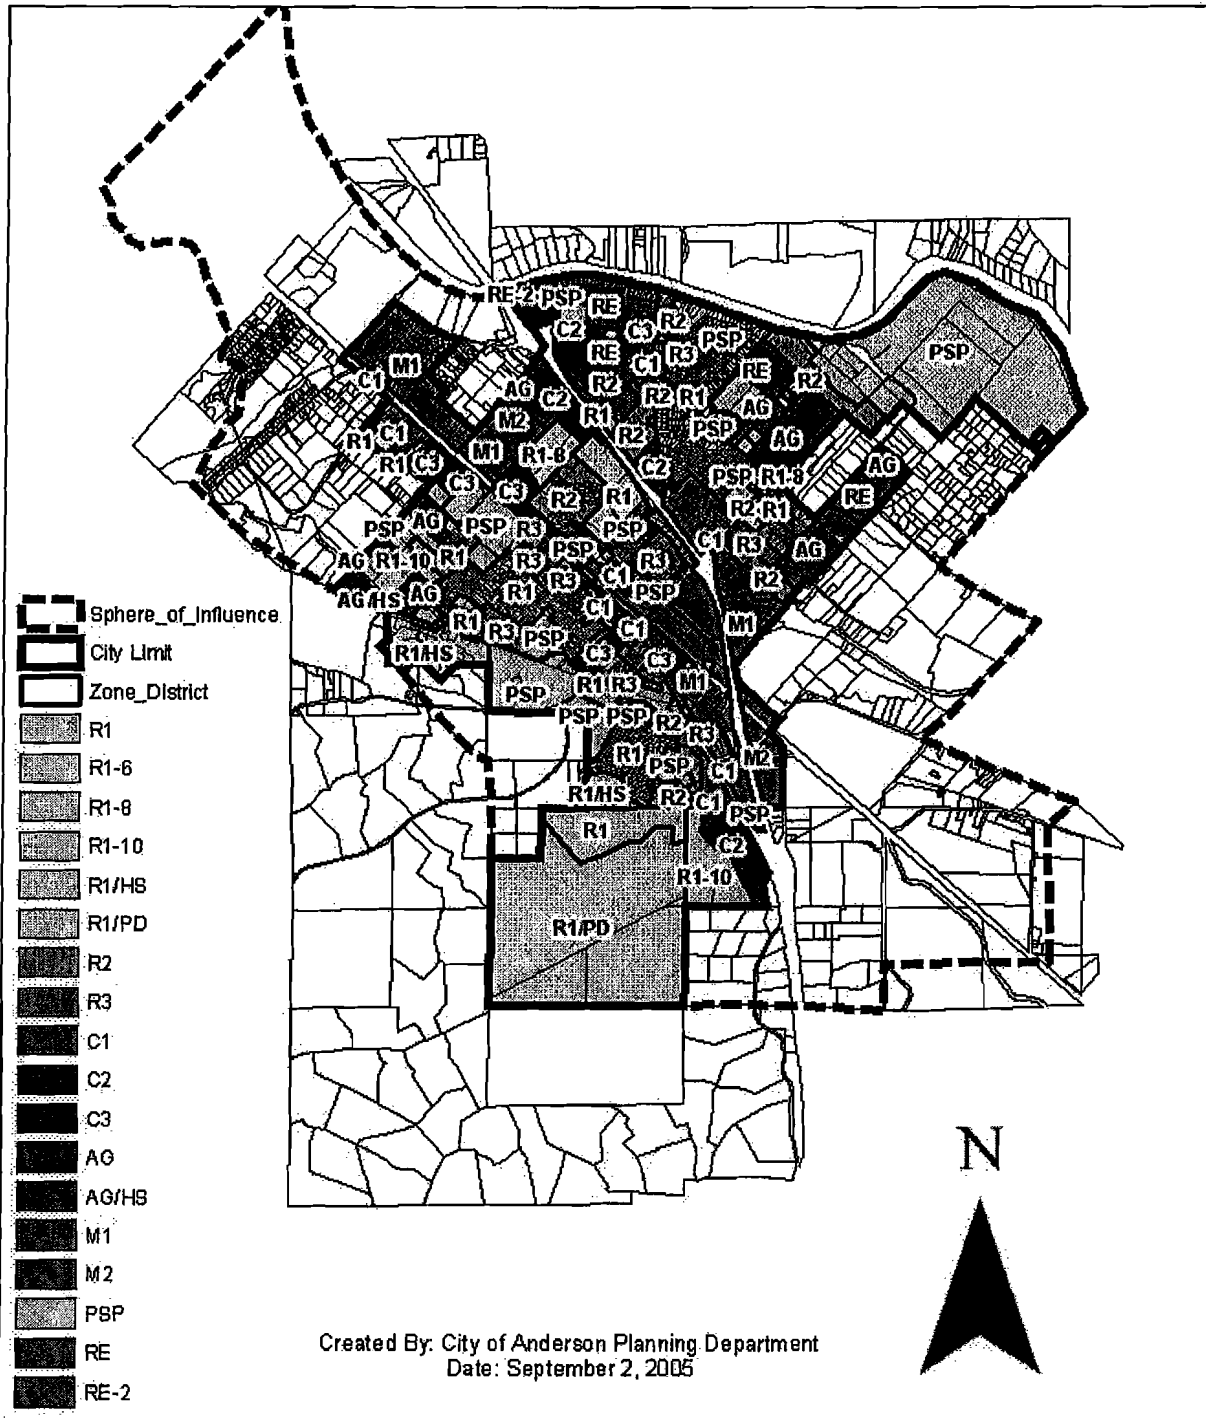 RE-2 PSP RE
C2 C3 R2 PSP
RE C1 R3 PSP
M1 RE R2
C1 AG C2 R2 R2 R1 AG
R1 C1 M2 R1 PSP AG
R1 C3 M1 R1-8 R2 C2 AG
C3 C3 R2 R1 PSP R1-8 RE
PSP AG PSP R3 PSP R2 R1
AG R1-10 R1 R3 PSP R3 C1 R3 AG
AG/HS AG R1 R3 C1 PSP R2
R1 R3 PSP C1 C1 M1
R1/HS C3 C3
PSP R1 R3 M1
PSP PSP R2 R3
R1 PSP C1 M2
R1/HS R2 C1 PSP
R1 C2
R1-10
R1/PD
Sphere_of_Influence
City Limit
Zone_District
R1
R1-6
R1-8
R1-10
R1/HS
R1/PD
R2
R3
C1
C2
C3
AG
AG/HS
M1
M2
PSP
RE
RE-2
N
Created By: City of Anderson Planning Department
Date: September 2, 2005